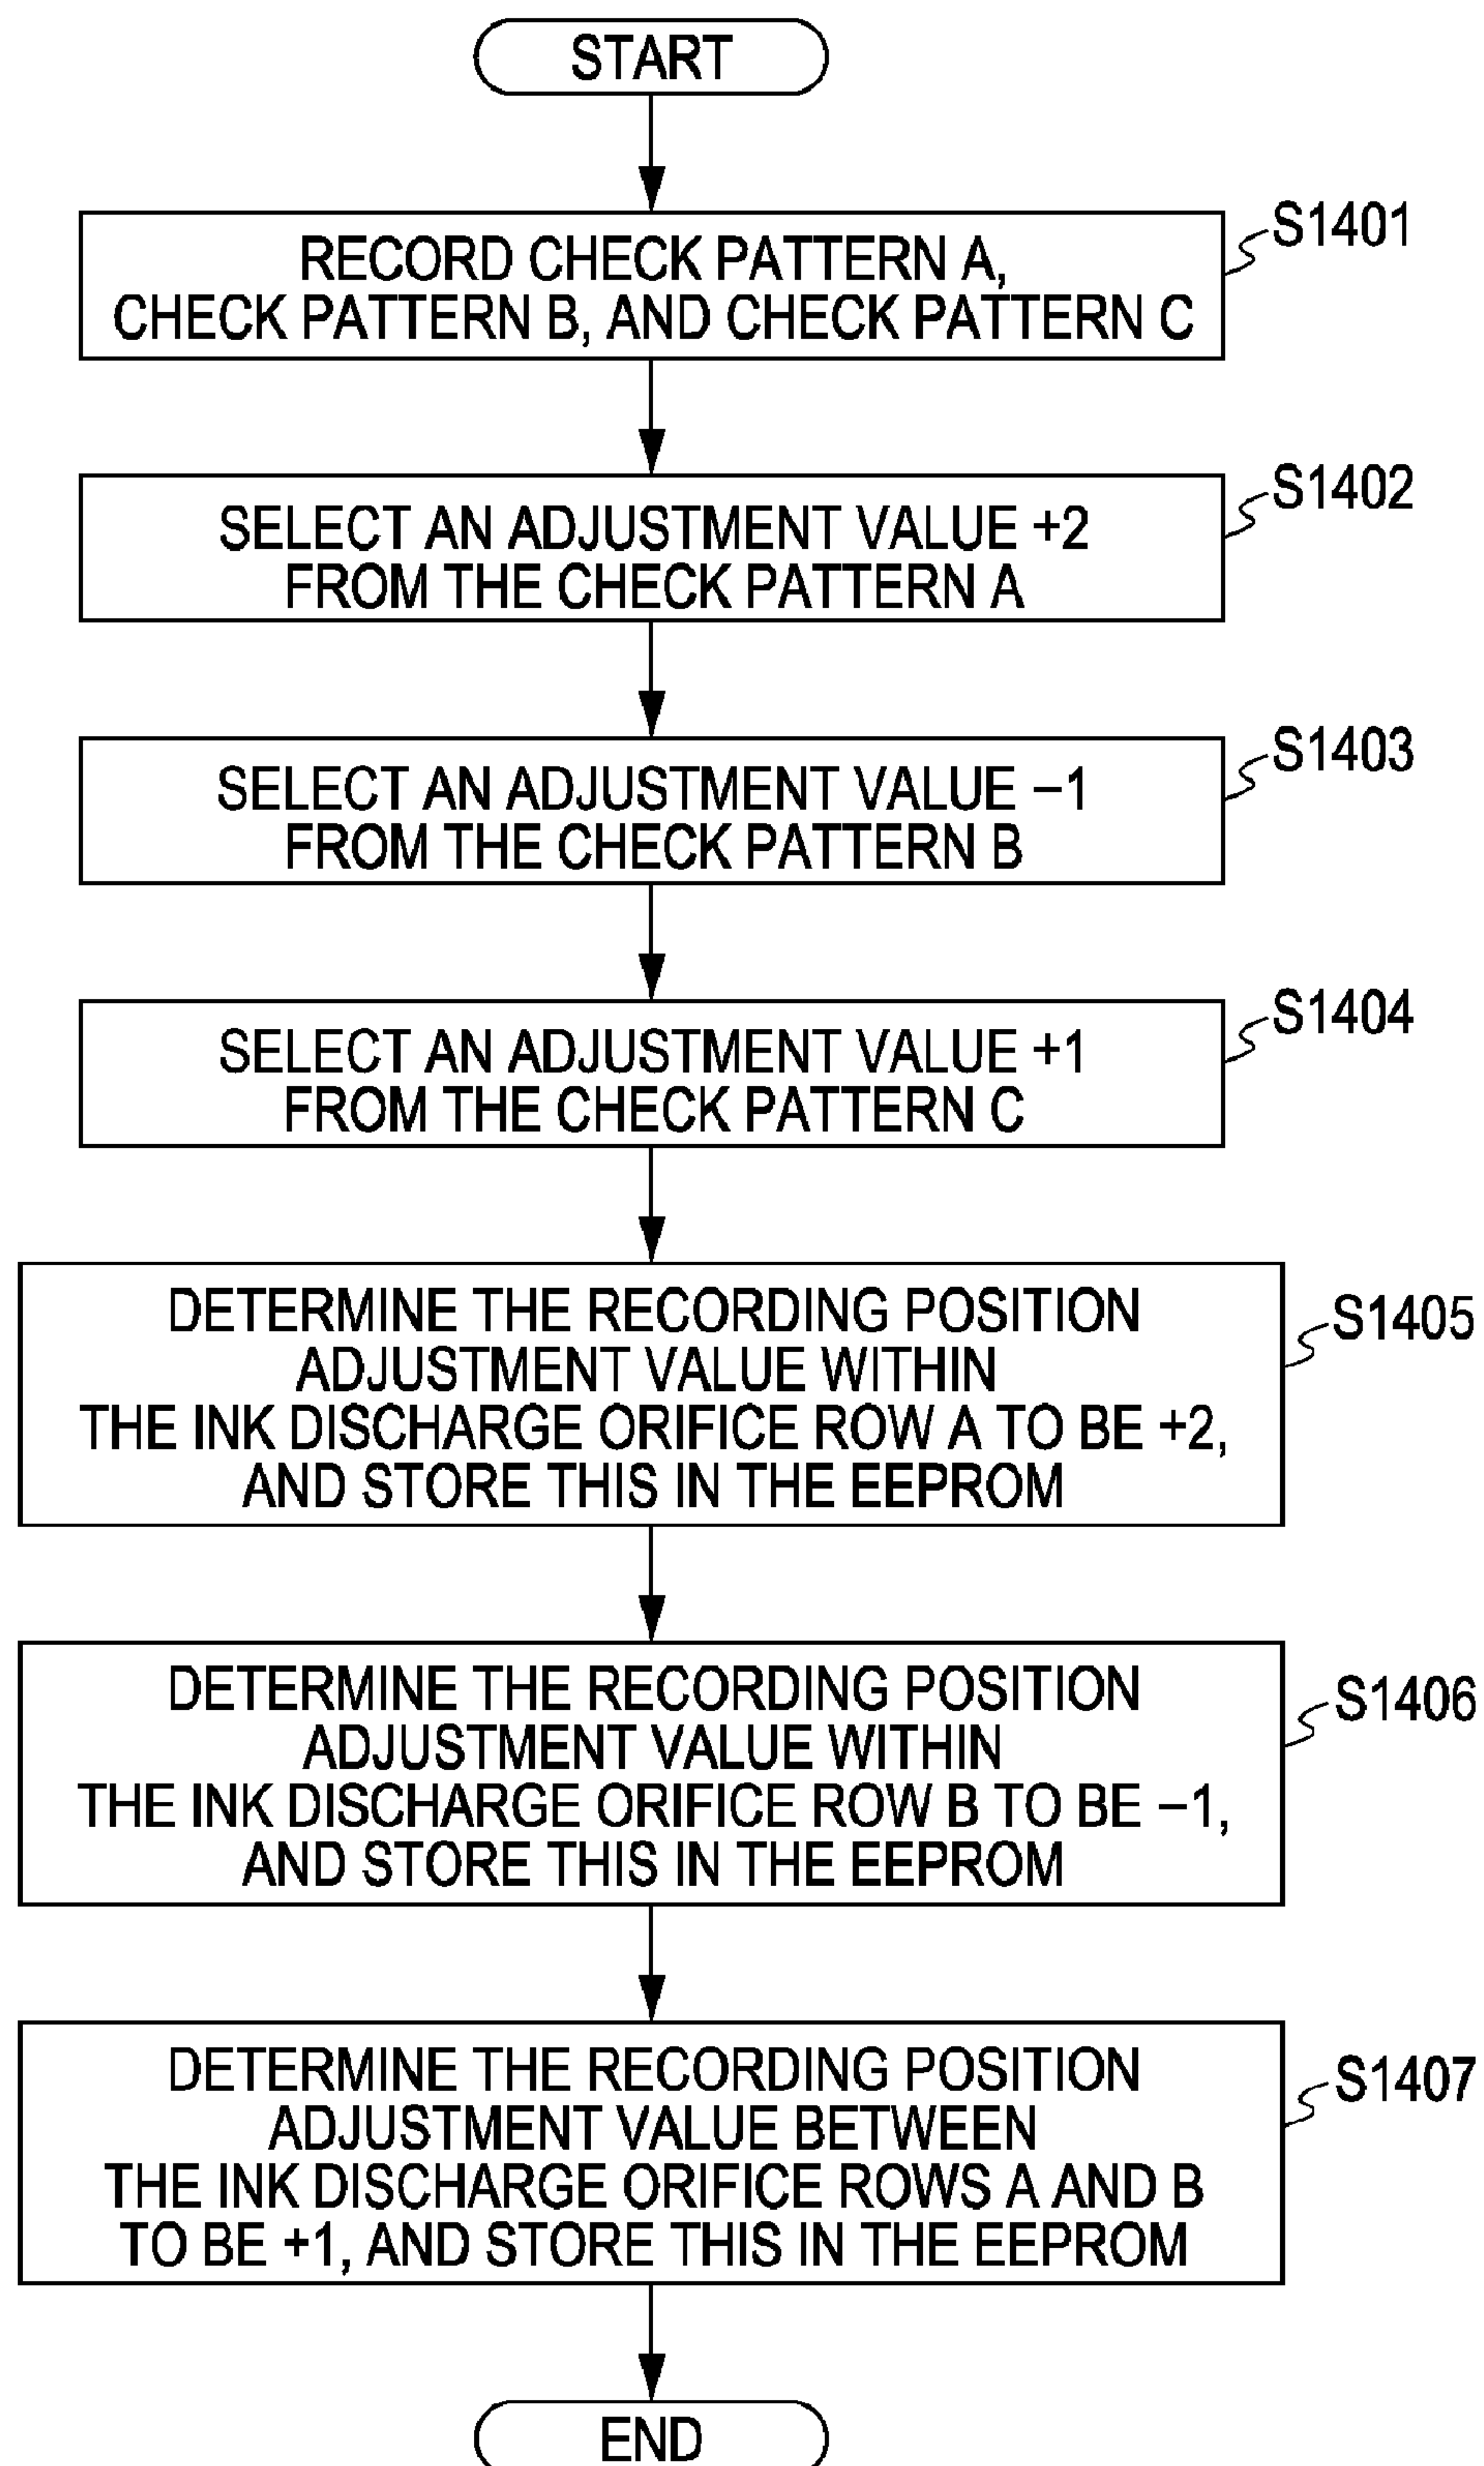 START
S1401
RECORD CHECK PATTERN A,
CHECK PATTERN B, AND CHECK PATTERN C
S1402
SELECT AN ADJUSTMENT VALUE +2
FROM THE CHECK PATTERN A
S1403
SELECT AN ADJUSTMENT VALUE –1
FROM THE CHECK PATTERN B
S1404
SELECT AN ADJUSTMENT VALUE +1
FROM THE CHECK PATTERN C
S1405
DETERMINE THE RECORDING POSITION
ADJUSTMENT VALUE WITHIN
THE INK DISCHARGE ORIFICE ROW A TO BE +2,
AND STORE THIS IN THE EEPROM
S1406
DETERMINE THE RECORDING POSITION
ADJUSTMENT VALUE WITHIN
THE INK DISCHARGE ORIFICE ROW B TO BE –1,
AND STORE THIS IN THE EEPROM
S1407
DETERMINE THE RECORDING POSITION
ADJUSTMENT VALUE BETWEEN
THE INK DISCHARGE ORIFICE ROWS A AND B
TO BE +1, AND STORE THIS IN THE EEPROM
END